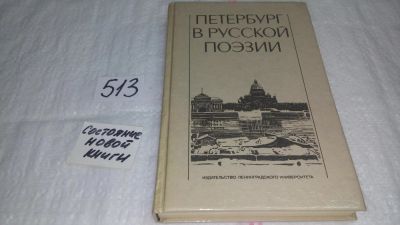 513
Состояние
новой
книги
ПЕТЕРБУРГ
В РУССКОЙ
ПОЭЗИИ
ИЗДАТЕЛЬСТВО ЛЕНИНГРАДСКОГО УНИВЕРСИТЕТА